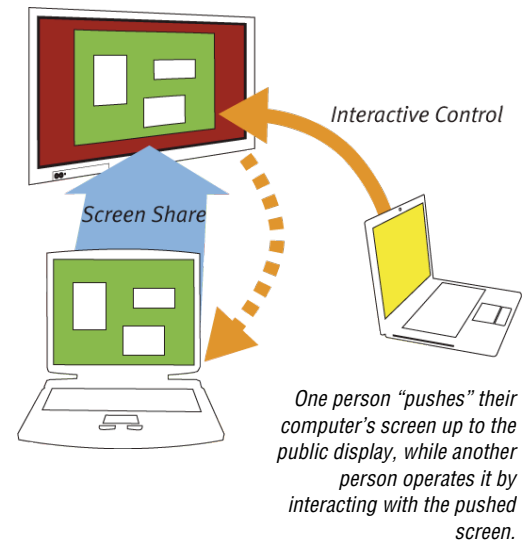 Interactive Control
Screen Share
One person “pushes” their
computer’s screen up to the
public display, while another
person operates it by
interacting with the pushed
screen.